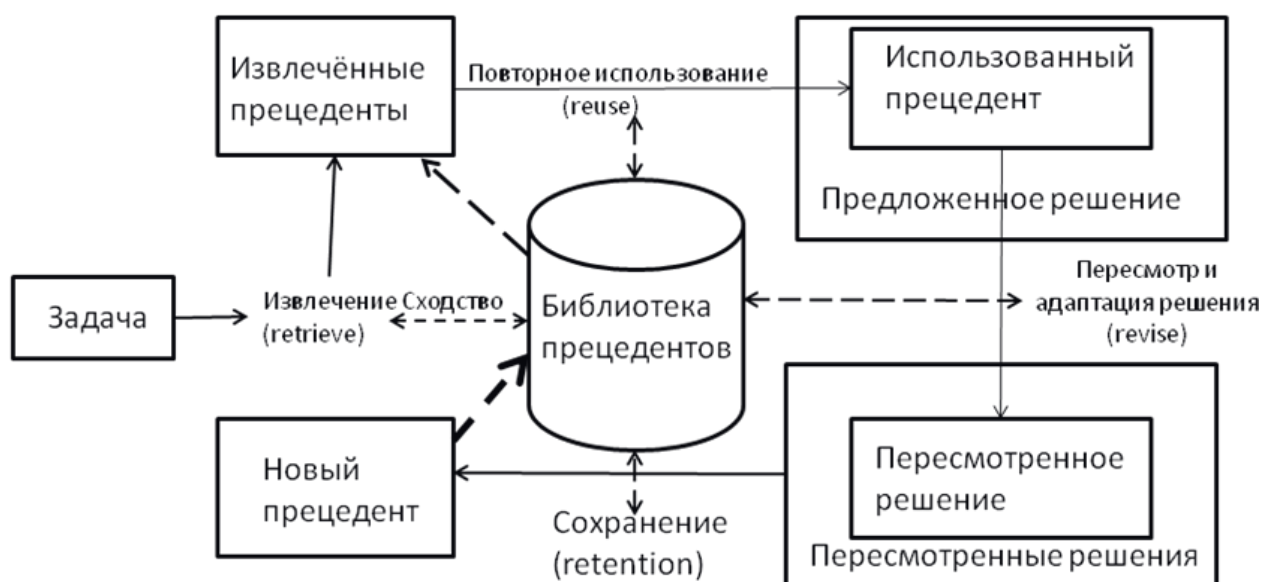 Извлечённые
прецеденты
Повторное использование
(reuse)
Использованный
прецедент
Предложенное решение
Задача
Извлечение Сходство
(retrieve)
Библиотека
прецедентов
Пересмотр и
адаптация решения
(revise)
Новый
прецедент
Сохранение
(retention)
Пересмотренное
решение
Пересмотренные решения